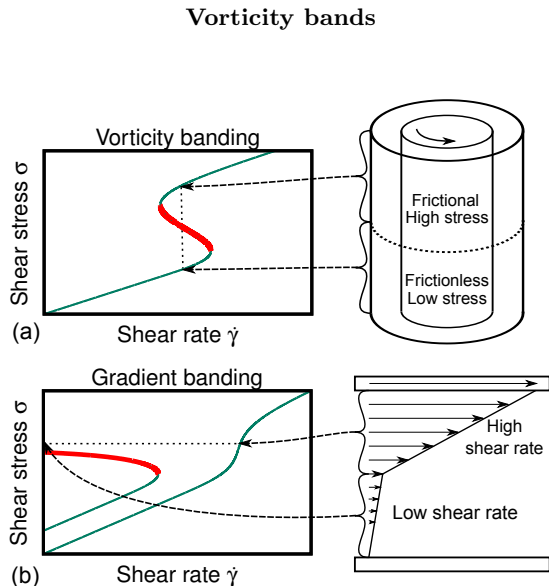 Vorticity bands
Vorticity banding
Shear stress σ
Frictional
High stress
Frictionless
Low stress
(a)
Shear rate γ̇
Gradient banding
Shear stress σ
High
shear rate
Low shear rate
(b)
Shear rate γ̇